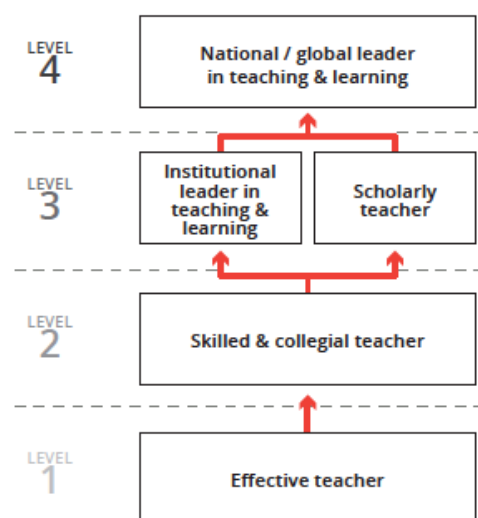 LEVEL
4
National / global leader
in teaching & learning
LEVEL
3
Institutional
leader in
teaching &
learning
Scholarly
teacher
LEVEL
2
Skilled & collegial teacher
LEVEL
1
Effective teacher